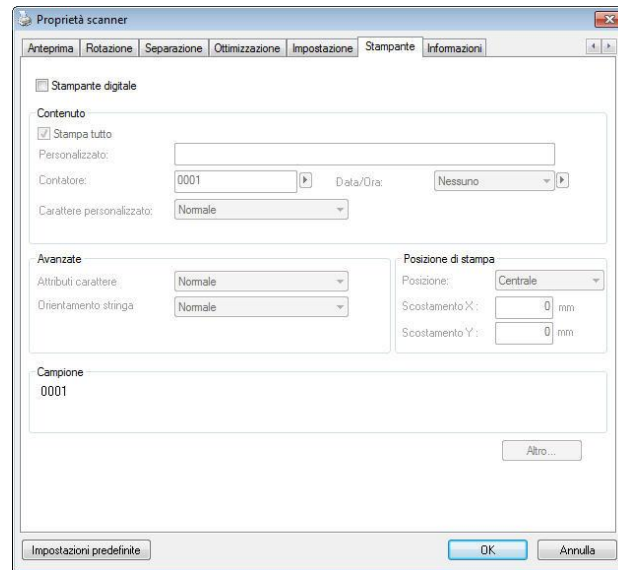 Proprietà scanner
Anteprima Rotazione Separazione Ottimizzazione Impostazione Stampante Informazioni
Stampante digitale
Contenuto
Stampa tutto
Personalizzato:
Contatore: 0001 Data/Ora: Nessuno
Carattere personalizzato: Normale
Avanzate Posizione di stampa
Attributi carattere Normale Posizione: Centrale
Orientamento stringa Normale Scostamento X : 0 mm
Scostamento Y : 0 mm
Campione
0001
Altro...
Impostazioni predefinite OK Annulla